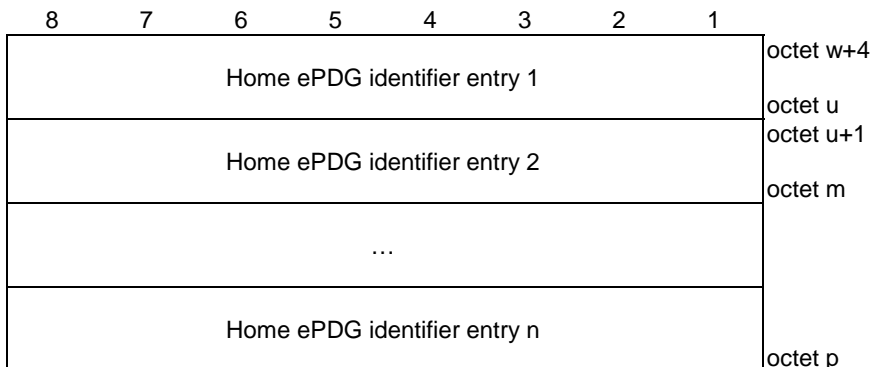 8 7 6 5 4 3 2 1
octet w+4
Home ePDG identifier entry 1
octet u
octet u+1
Home ePDG identifier entry 2
octet m
…
Home ePDG identifier entry n
octet p